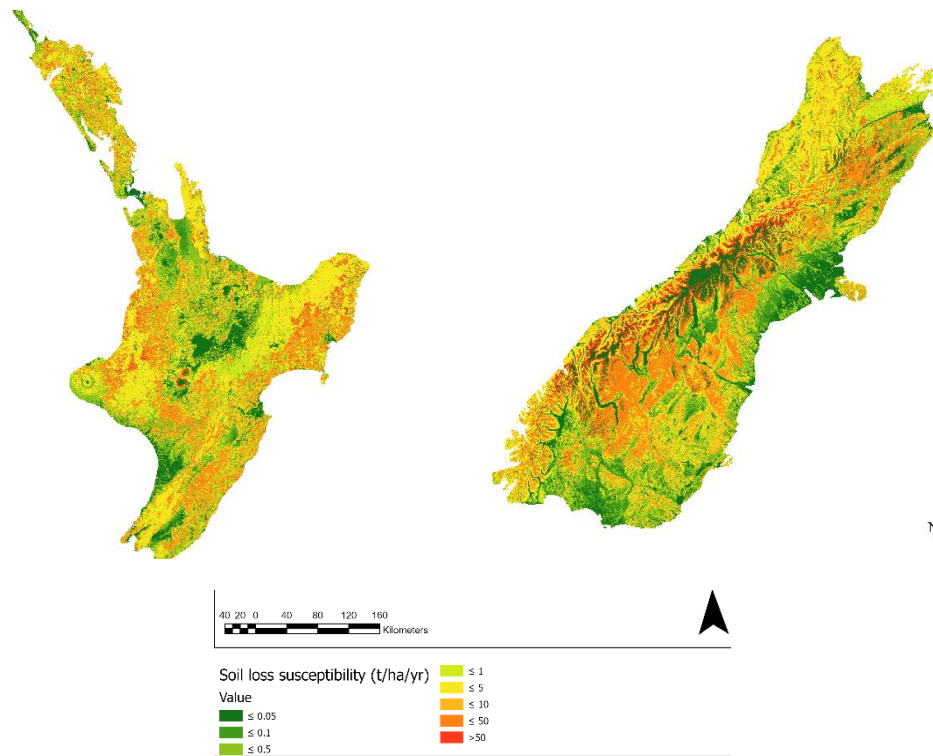 N
40 20 0 40 80 120 160
Kilometers
Soil loss susceptibility (t/ha/yr)
Value
≤ 0.05
≤ 0.1
≤ 0.5
≤ 1
≤ 5
≤ 10
≤ 50
>50